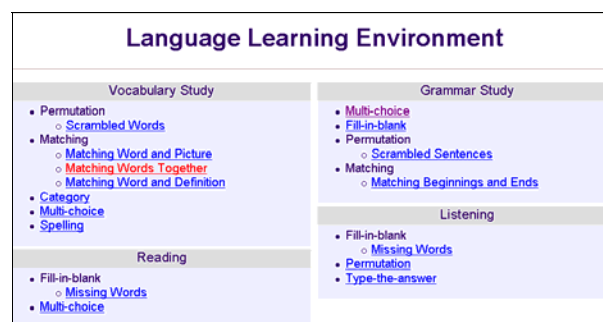 Language Learning Environment
Vocabulary Study
Permutation
Scrambled Words
Matching
Matching Word and Picture
Matching Words Together
Matching Word and Definition
Category
Multi-choice
Spelling
Reading
Fill-in-blank
Missing Words
Multi-choice
Grammar Study
Multi-choice
Fill-in-blank
Permutation
Scrambled Sentences
Matching
Matching Beginnings and Ends
Listening
Fill-in-blank
Missing Words
Permutation
Type-the-answer